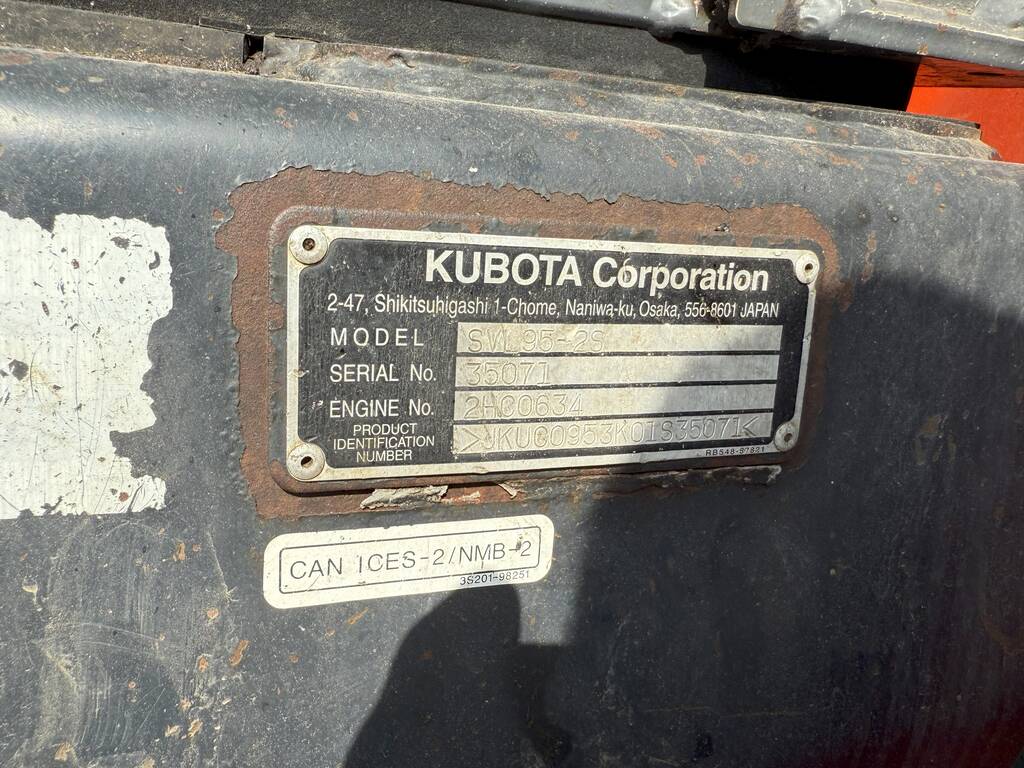 KUBOTA Corporation
2-47, Shikitsuhigashi 1-Chome, Naniwa-ku, Osaka, 556-8601 JAPAN
MODEL SVL95-2S
SERIAL No. 35071
ENGINE No. 2HC0634
PRODUCT IDENTIFICATION NUMBER >JKUC0953K01S35071<
RB548-57821
CAN ICES-2/NMB-2
3S201-98251